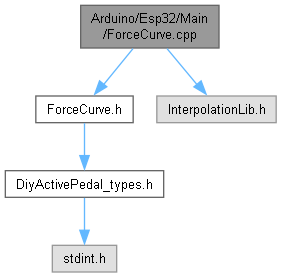 Arduino/Esp32/Main
/ForceCurve.cpp
ForceCurve.h
InterpolationLib.h
DiyActivePedal_types.h
stdint.h